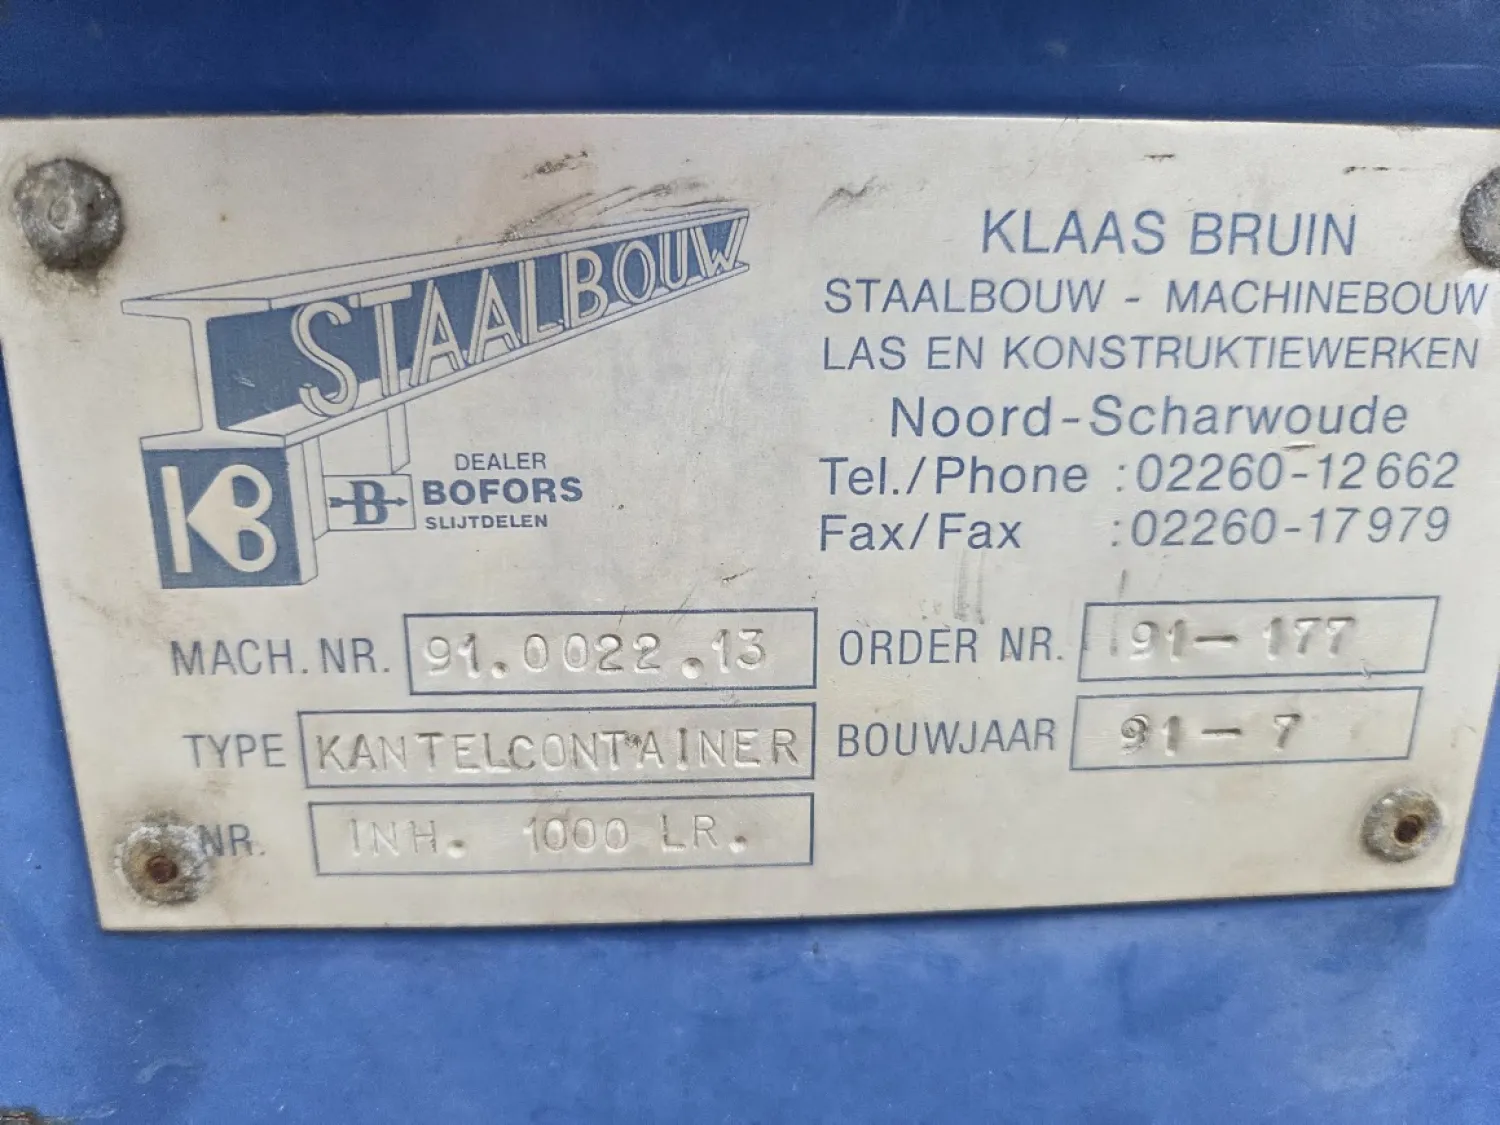 STAALBOUW
KB
DEALER
B BOFORS
SLIJTDELEN
KLAAS BRUIN
STAALBOUW - MACHINEBOUW
LAS EN KONSTRUKTIEWERKEN
Noord-Scharwoude
Tel./Phone :02260-12662
Fax/Fax :02260-17979
MACH. NR. 91.0022.13
ORDER NR. 91-177
TYPE KANTELCONTAINER
BOUWJAAR 91-7
NR. INH. 1000 LR.